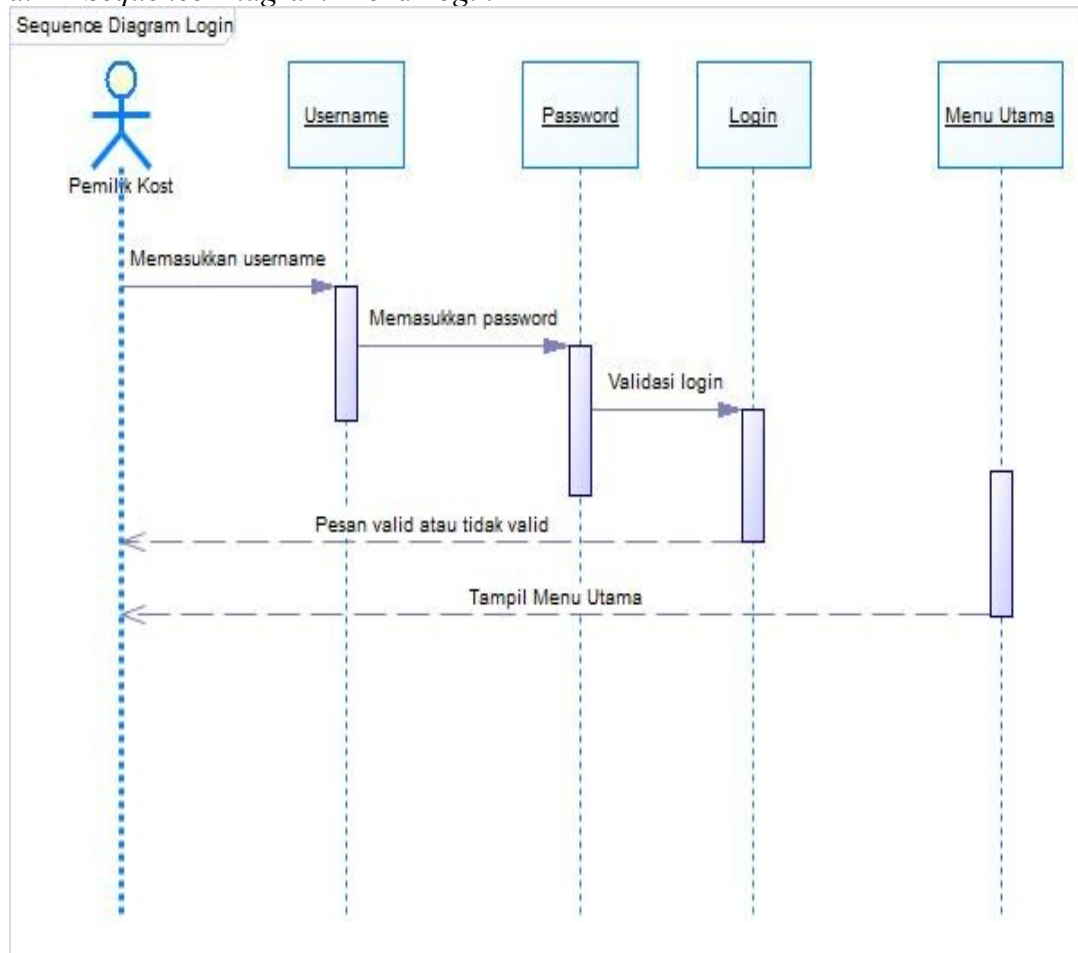 Sequence Diagram Login
Pemilik Kost
Username
Password
Login
Menu Utama
Memasukkan username
Memasukkan password
Validasi login
Pesan valid atau tidak valid
Tampil Menu Utama